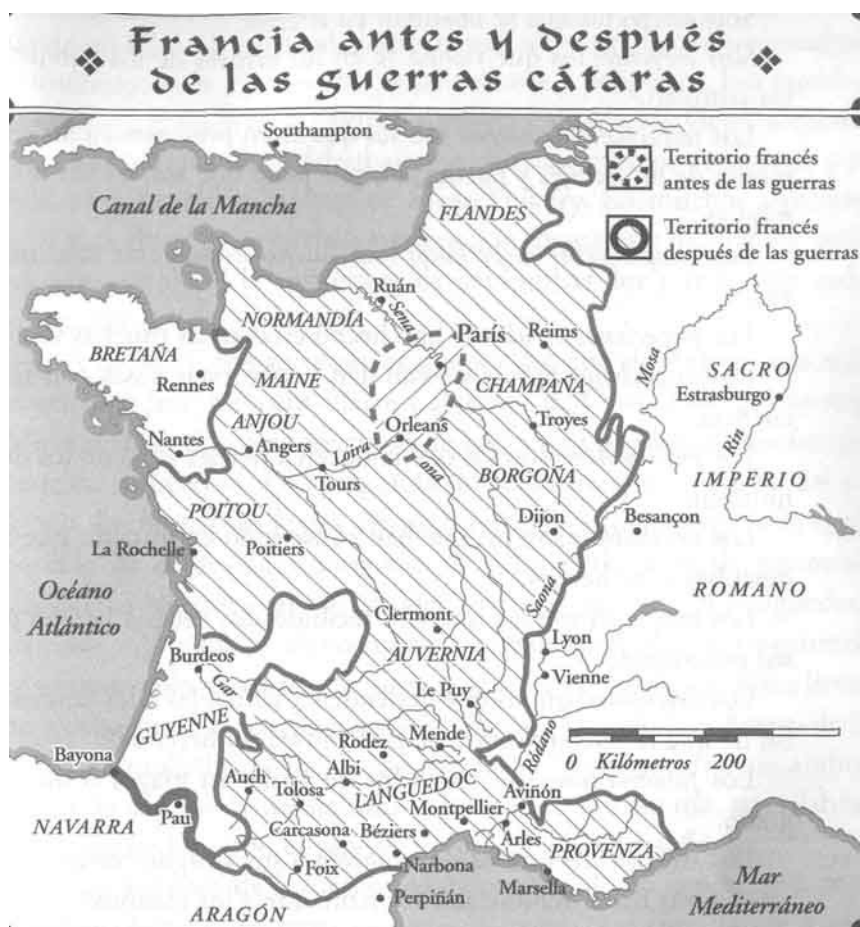 Francia antes y después
de las guerras cátaras
Southampton
Territorio francés
antes de las guerras
Canal de la Mancha
FLANDES
Territorio francés
después de las guerras
Ruán
Sena
NORMANDÍA
París
Reims
BRETAÑA
Mosa
SACRO
MAINE
CHAMPAÑA
Rennes
Estrasburgo
ANJOU
Orleans
Troyes
Nantes
Angers
Loira
Rin
Tours
ona
BORGOÑA
IMPERIO
POITOU
Dijon
Besançon
La Rochelle
Poitiers
Océano
Atlántico
Saona
ROMANO
Clermont
Lyon
Burdeos
AUVERNIA
Vienne
Gar
Le Puy
GUYENNE
Mende
Ródano
0 Kilómetros 200
Bayona
Rodez
Auch
Albi
LANGUEDOC
Aviñón
Tolosa
Montpellier
NAVARRA
Pau
Carcasona
Béziers
Arles
PROVENZA
Foix
Narbona
Marsella
Mar
Mediterráneo
Perpiñán
ARAGÓN